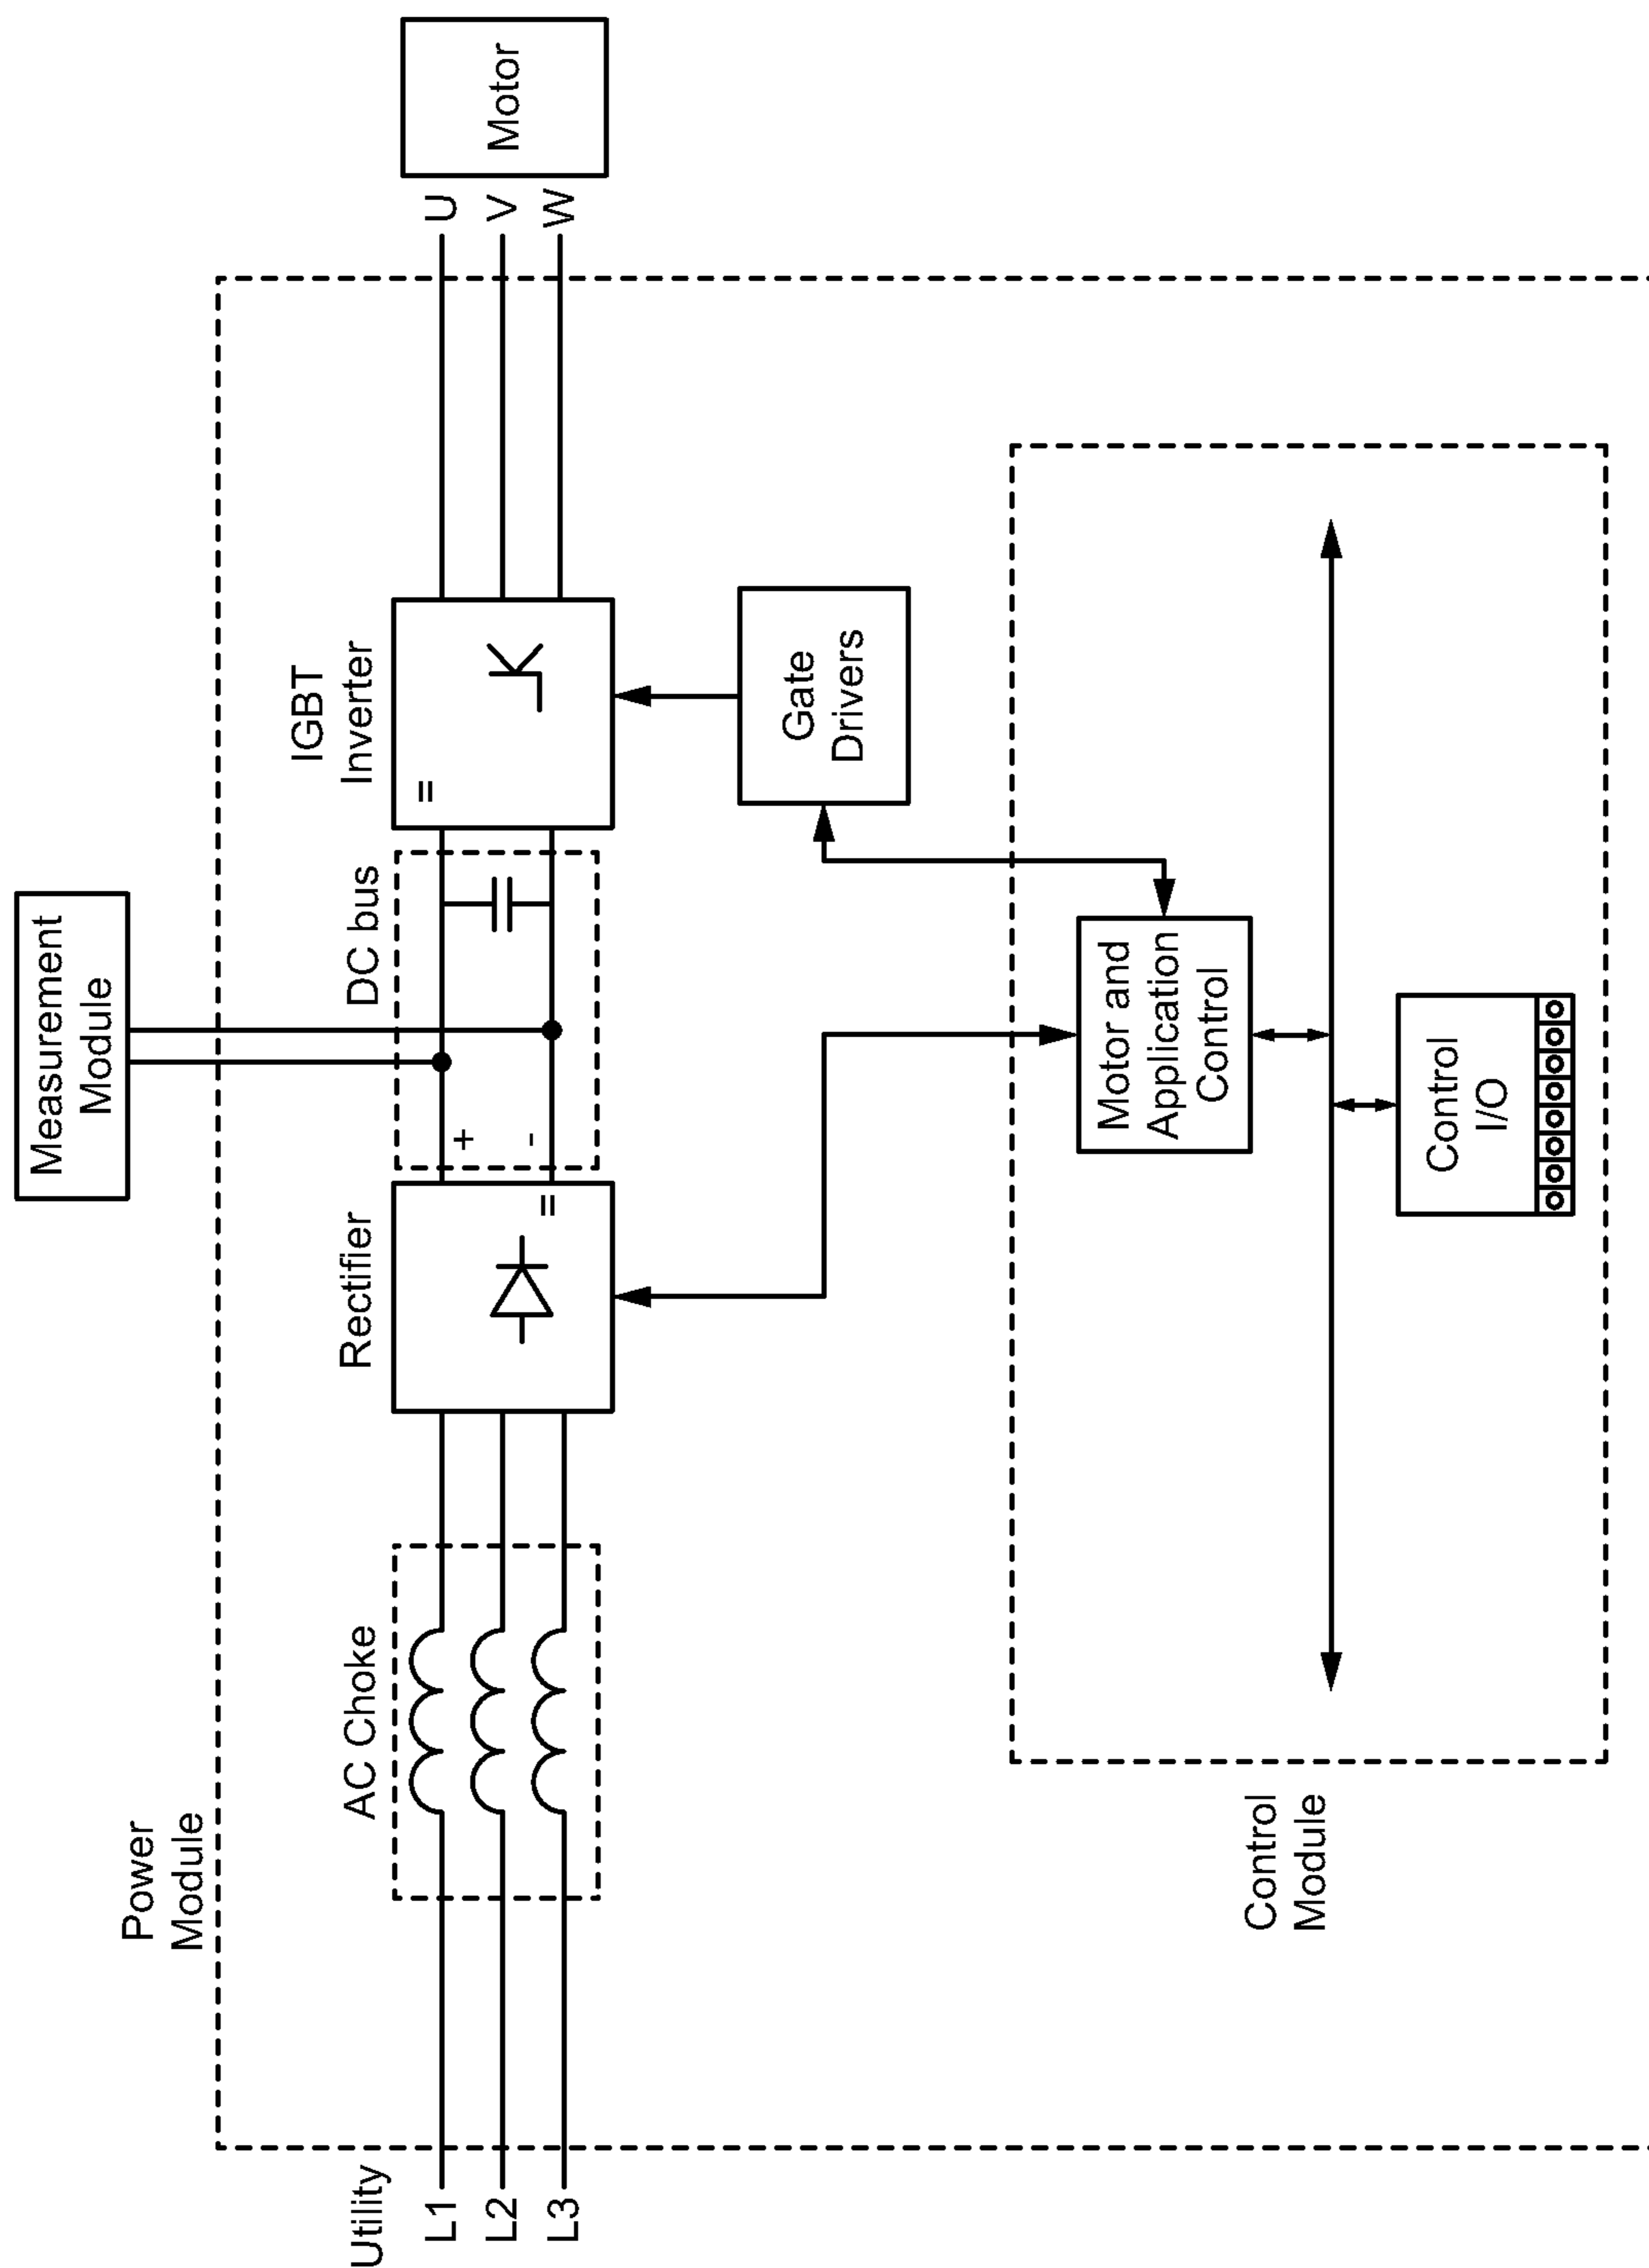 Measurement
Module
Power
Module
Utility
L1
L2
L3
AC Choke
Rectifier
=
+
-
DC bus
IGBT
Inverter
=
U
V
W
Motor
Gate
Drivers
Motor and
Application
Control
Control
I/O
Control
Module